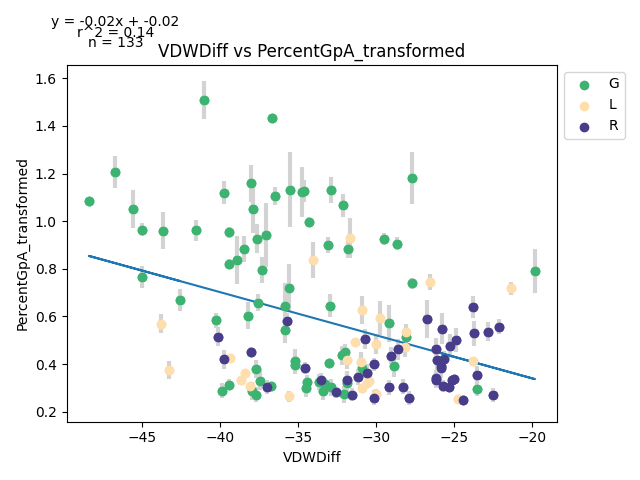 y = -0.02x + -0.02
r^2 = 0.14
n = 133
VDWDiff vs PercentGpA_transformed
G
L
R
PercentGpA_transformed
1.6
1.4
1.2
1.0
0.8
0.6
0.4
0.2
−45
−40
−35
−30
−25
−20
VDWDiff